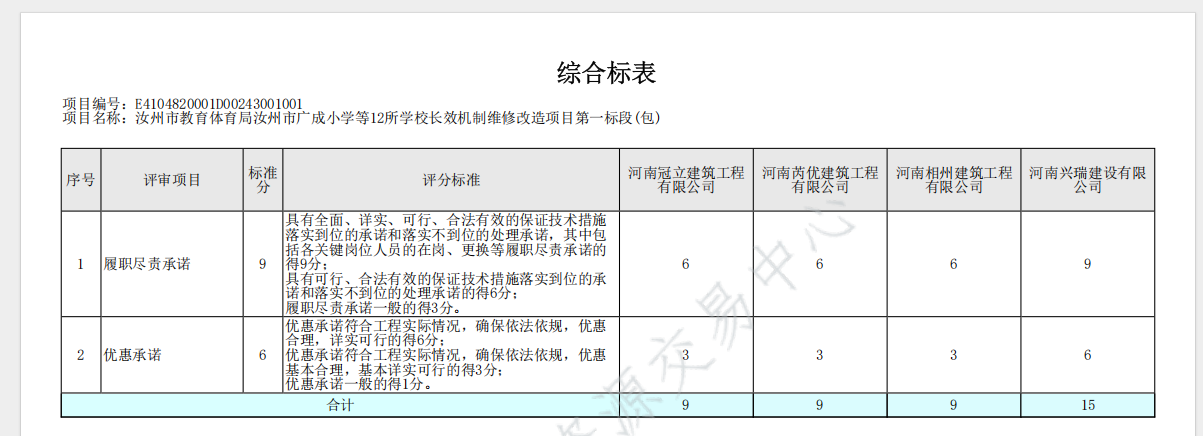 综合标表
项目编号：E4104820001D00243001001
项目名称：汝州市教育体育局汝州市广成小学等12所学校长效机制维修改造项目第一标段(包)
序号 评审项目 标准分 评分标准 河南冠立建筑工程有限公司 河南芮优建筑工程有限公司 河南相州建筑工程有限公司 河南兴瑞建设有限公司
具有全面、详实、可行、合法有效的保证技术措施
落实到位的承诺和落实不到位的处理承诺，其中包
括各关键岗位人员的在岗、更换等履职尽责承诺的
得9分；
1 履职尽责承诺 9 6 6 6 9
具有可行、合法有效的保证技术措施落实到位的承
诺和落实不到位的处理承诺的得6分；
履职尽责承诺一般的得3分。
优惠承诺符合工程实际情况，确保依法依规，优惠
合理，详实可行的得6分；
2 优惠承诺 6 3 3 3 6
优惠承诺符合工程实际情况，确保依法依规，优惠
基本合理，基本详实可行的得3分；
优惠承诺一般的得1分。
合计 9 9 9 15
资源交易中心